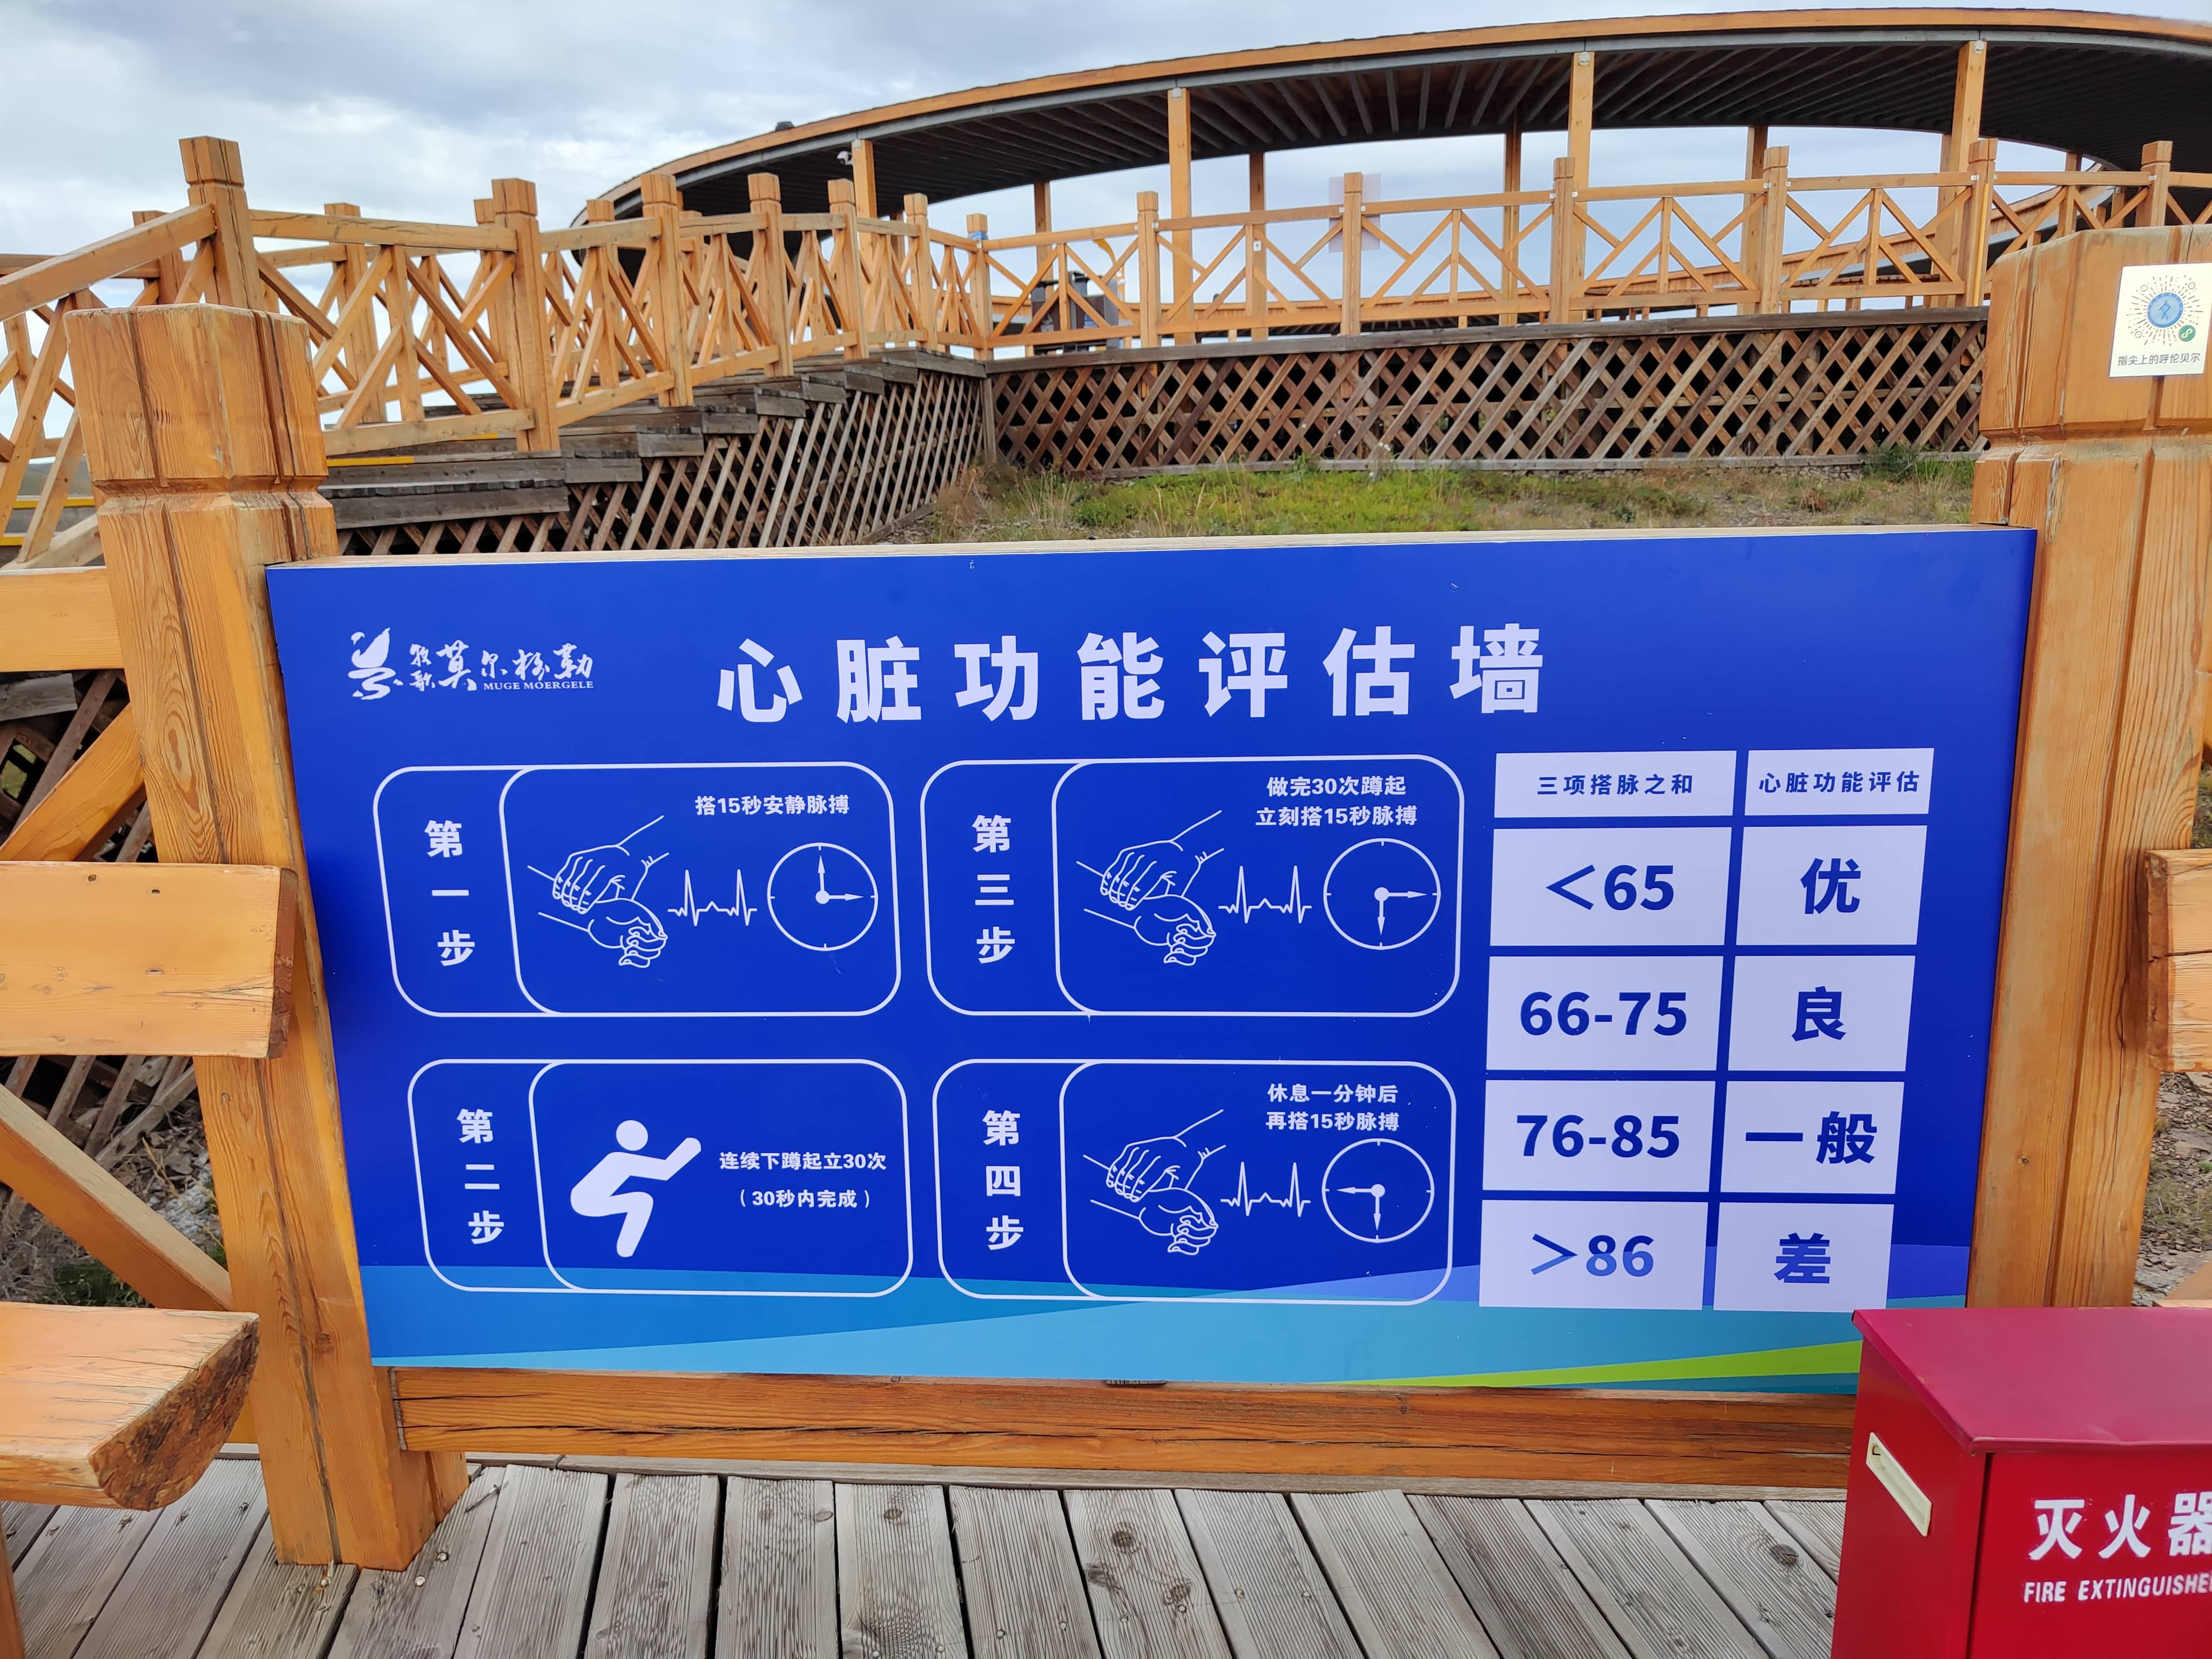 指尖上的呼伦贝尔
牧歌莫尔格勒
MUGE MOERGELE
心脏功能评估墙
第一步
搭15秒安静脉搏
第二步
连续下蹲起立30次
（30秒内完成）
第三步
做完30次蹲起
立刻搭15秒脉搏
第四步
休息一分钟后
再搭15秒脉搏
三项搭脉之和 心脏功能评估
＜65 优
66-75 良
76-85 一般
＞86 差
灭火器
FIRE EXTINGUISHE